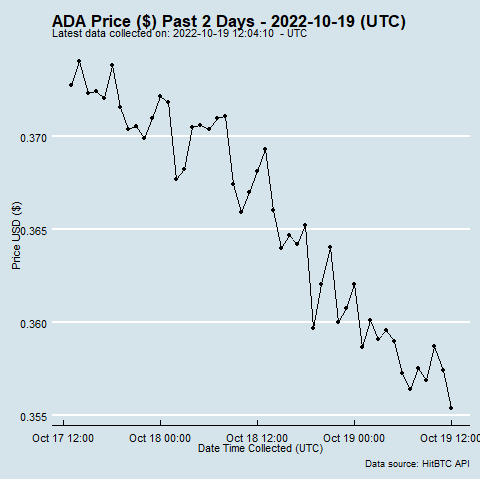 ADA Price ($) Past 2 Days - 2022-10-19 (UTC)
Latest data collected on: 2022-10-19 12:04:10 - UTC
0.370
0.365
Price USD ($)
0.360
0.355
Oct 17 12:00 Oct 18 00:00 Oct 18 12:00 Oct 19 00:00 Oct 19 12:00
Date Time Collected (UTC)
Data source: HitBTC API